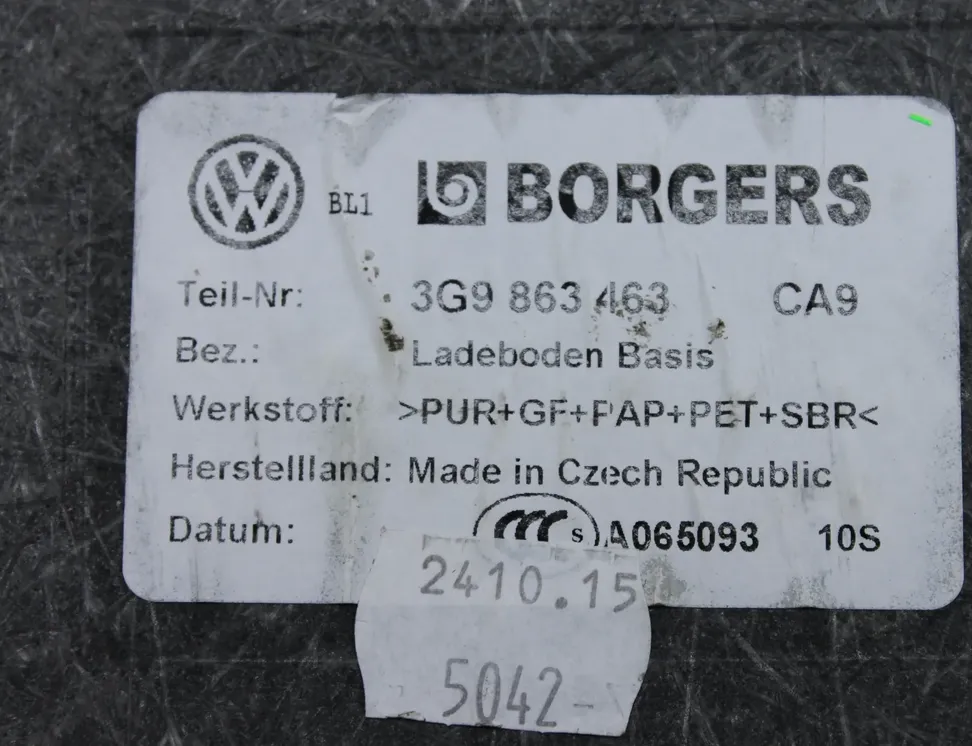 BL1 BORGERS
Teil-Nr: 3G9 863 463 CA9
Bez.: Ladeboden Basis
Werkstoff: >PUR+GF+PAP+PET+SBR<
Herstellland: Made in Czech Republic
Datum: CCC S A065093 10S
2410.15
5042-